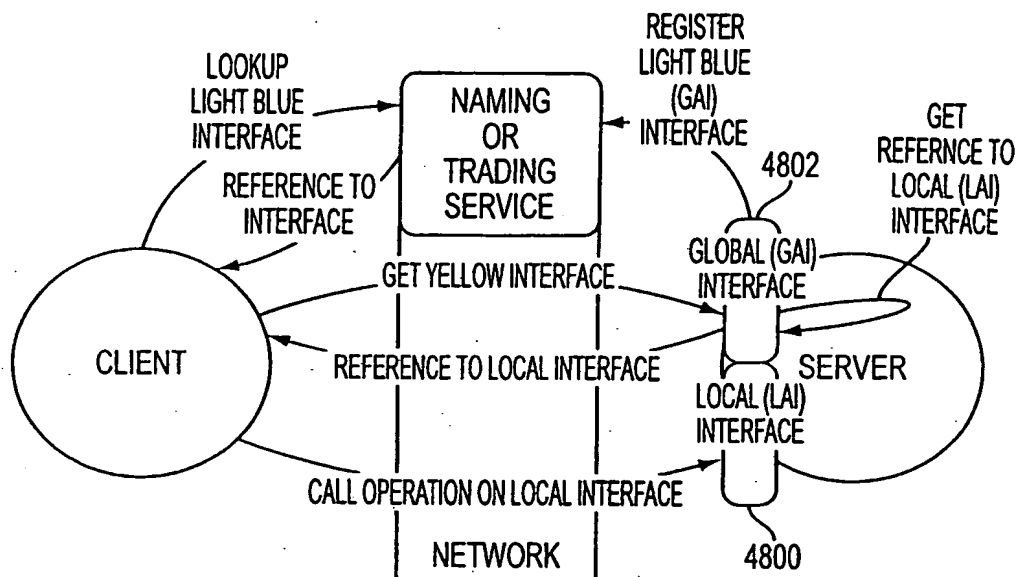 LOOKUP
LIGHT BLUE
INTERFACE
NAMING
OR
TRADING
SERVICE
REGISTER
LIGHT BLUE
(GAI)
INTERFACE
GET
REFERNCE TO
LOCAL (LAI)
INTERFACE
4802
REFERENCE TO
INTERFACE
GLOBAL (GAI)
INTERFACE
GET YELLOW INTERFACE
CLIENT
REFERENCE TO LOCAL INTERFACE
SERVER
LOCAL (LAI)
INTERFACE
CALL OPERATION ON LOCAL INTERFACE
NETWORK
4800